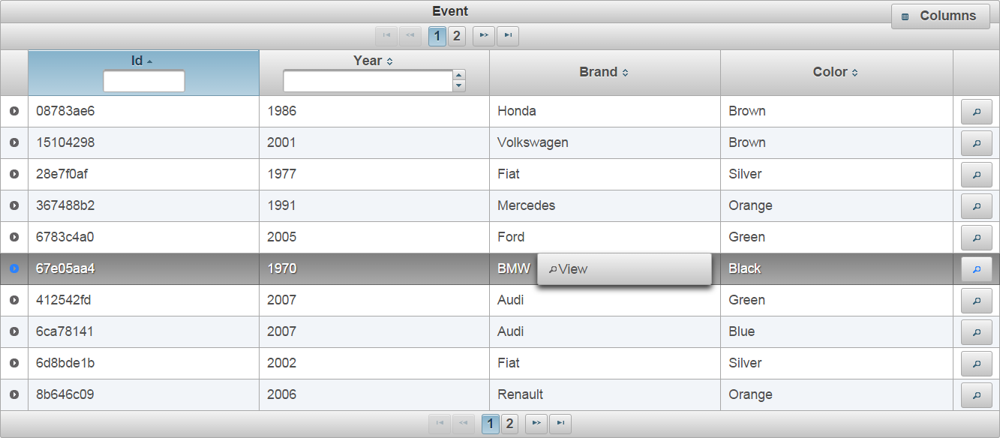 Event
Columns
1 2
Id Year Brand Color
08783ae6 1986 Honda Brown
15104298 2001 Volkswagen Brown
28e7f0af 1977 Fiat Silver
367488b2 1991 Mercedes Orange
6783c4a0 2005 Ford Green
67e05aa4 1970 BMW View Black
412542fd 2007 Audi Green
6ca78141 2007 Audi Blue
6d8bde1b 2002 Fiat Silver
8b646c09 2006 Renault Orange
1 2